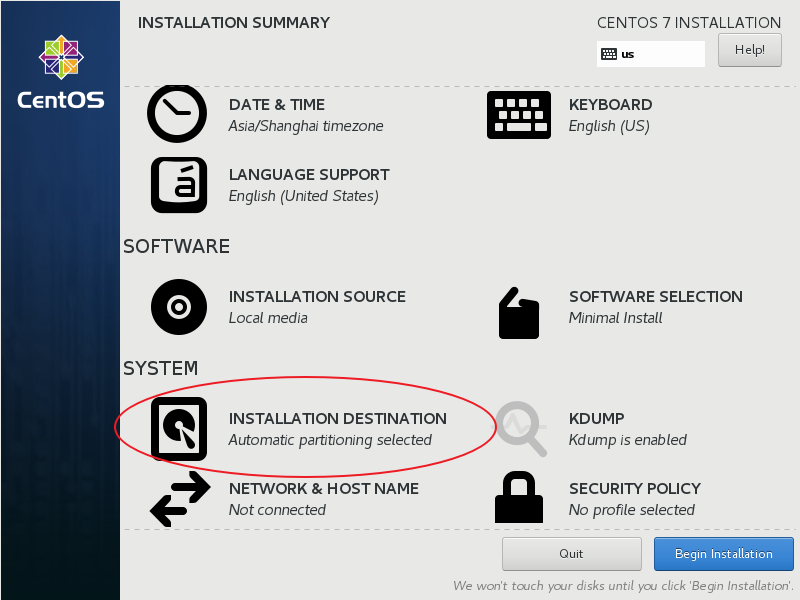 INSTALLATION SUMMARY
CENTOS 7 INSTALLATION
us
Help!
CentOS
DATE & TIME
Asia/Shanghai timezone
KEYBOARD
English (US)
LANGUAGE SUPPORT
English (United States)
SOFTWARE
INSTALLATION SOURCE
Local media
SOFTWARE SELECTION
Minimal Install
SYSTEM
INSTALLATION DESTINATION
Automatic partitioning selected
KDUMP
Kdump is enabled
NETWORK & HOST NAME
Not connected
SECURITY POLICY
No profile selected
Quit
Begin Installation
We won't touch your disks until you click 'Begin Installation'.